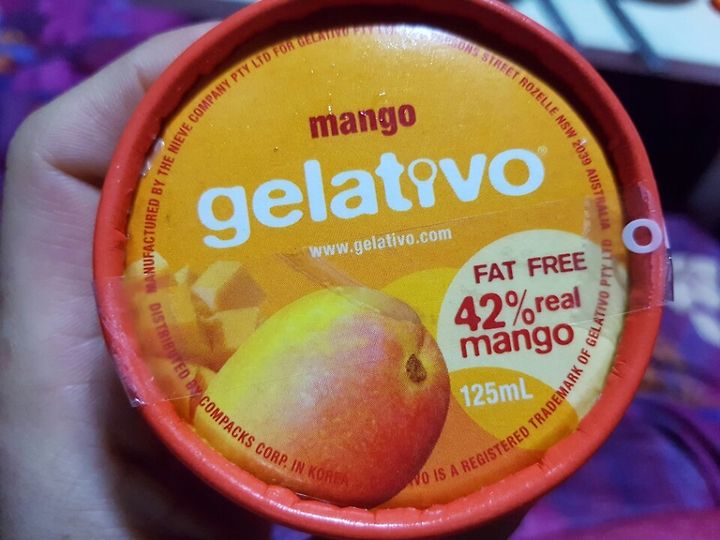 MANUFACTURED BY THE NIEVE COMPANY PTY LTD FOR GELATIVO PTY LTD
PARSONS STREET ROZELLE NSW 2039 AUSTRALIA
mango
gelativo®
www.gelativo.com
FAT FREE
42% real
mango
125mL
DISTRIBUTED BY COMPACKS CORP. IN KOREA
IS A REGISTERED TRADEMARK OF GELATIVO PTY LTD